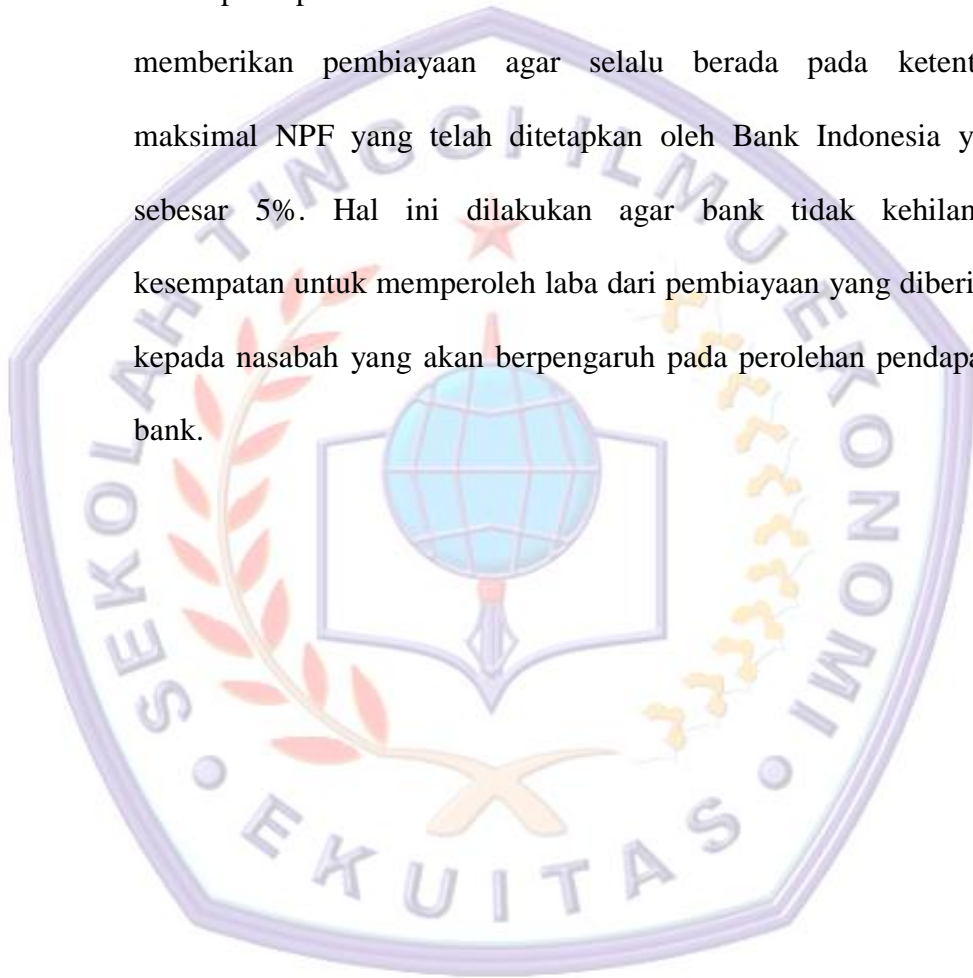 memberikan pembiayaan agar selalu berada pada ketent
maksimal NPF yang telah ditetapkan oleh Bank Indonesia y
sebesar 5%. Hal ini dilakukan agar bank tidak kehilan
kesempatan untuk memperoleh laba dari pembiayaan yang diberi
kepada nasabah yang akan berpengaruh pada perolehan pendapa
bank.
SEKOLAH TINGGI ILMU EKONOMI
• EKUITAS •